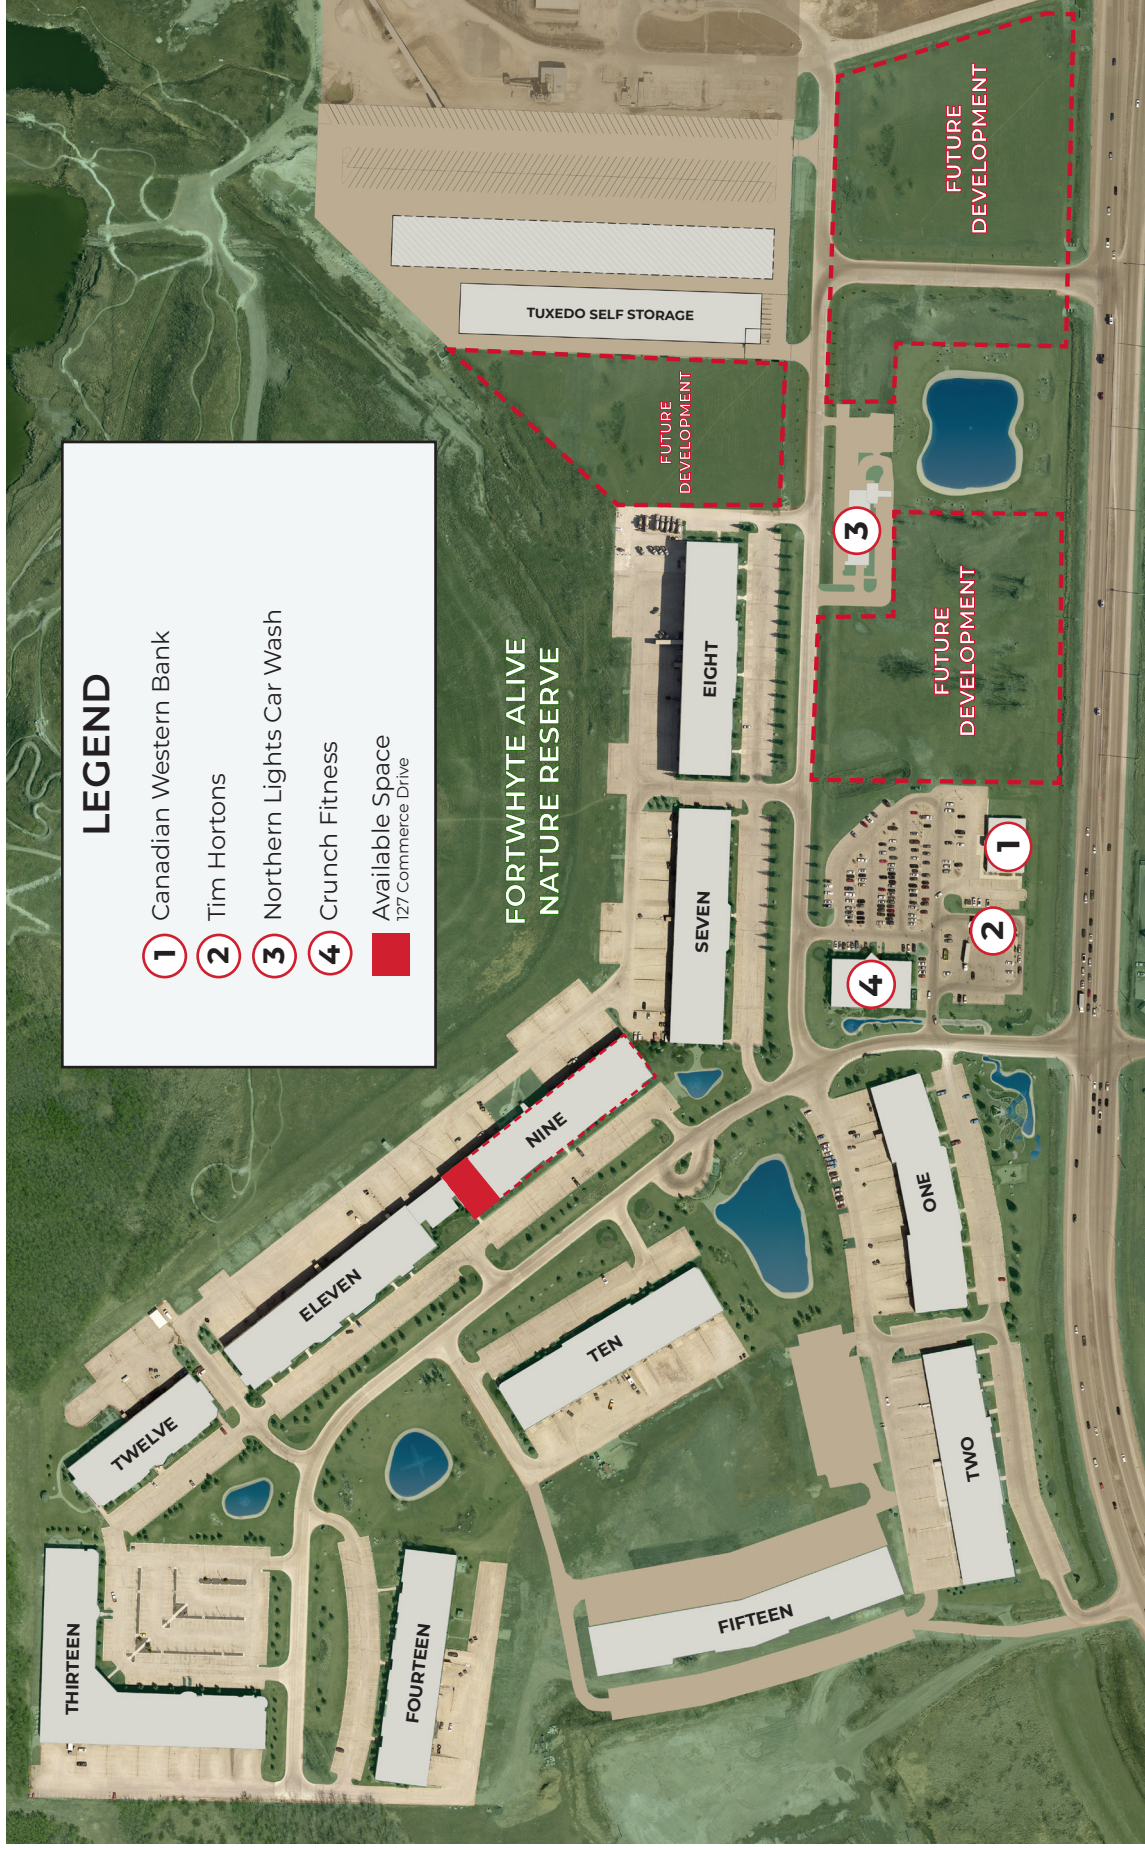 LEGEND
1 Canadian Western Bank
2 Tim Hortons
3 Northern Lights Car Wash
4 Crunch Fitness
Available Space
127 Commerce Drive
FORTWHYTE ALIVE
NATURE RESERVE
TUXEDO SELF STORAGE
FUTURE
DEVELOPMENT
FUTURE
DEVELOPMENT
FUTURE
DEVELOPMENT
THIRTEEN
TWELVE
ELEVEN
NINE
SEVEN
EIGHT
FOURTEEN
TEN
FIFTEEN
TWO
ONE
4
2
1
3